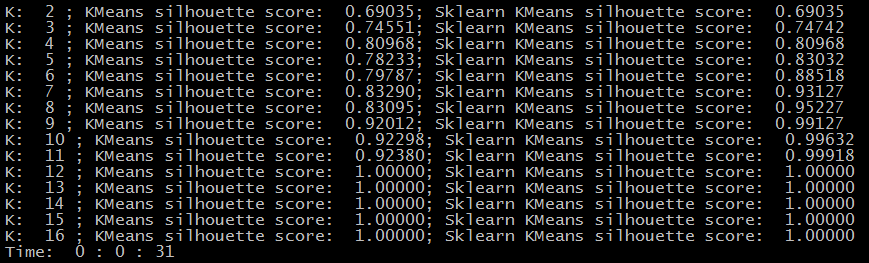 K:  2 ; KMeans silhouette score:  0.69035; Sklearn KMeans silhouette score:  0.69035
K:  3 ; KMeans silhouette score:  0.74551; Sklearn KMeans silhouette score:  0.74742
K:  4 ; KMeans silhouette score:  0.80968; Sklearn KMeans silhouette score:  0.80968
K:  5 ; KMeans silhouette score:  0.78233; Sklearn KMeans silhouette score:  0.83032
K:  6 ; KMeans silhouette score:  0.79787; Sklearn KMeans silhouette score:  0.88518
K:  7 ; KMeans silhouette score:  0.83290; Sklearn KMeans silhouette score:  0.93127
K:  8 ; KMeans silhouette score:  0.83095; Sklearn KMeans silhouette score:  0.95227
K:  9 ; KMeans silhouette score:  0.92012; Sklearn KMeans silhouette score:  0.99127
K:  10 ; KMeans silhouette score:  0.92298; Sklearn KMeans silhouette score:  0.99632
K:  11 ; KMeans silhouette score:  0.92380; Sklearn KMeans silhouette score:  0.99918
K:  12 ; KMeans silhouette score:  1.00000; Sklearn KMeans silhouette score:  1.00000
K:  13 ; KMeans silhouette score:  1.00000; Sklearn KMeans silhouette score:  1.00000
K:  14 ; KMeans silhouette score:  1.00000; Sklearn KMeans silhouette score:  1.00000
K:  15 ; KMeans silhouette score:  1.00000; Sklearn KMeans silhouette score:  1.00000
K:  16 ; KMeans silhouette score:  1.00000; Sklearn KMeans silhouette score:  1.00000
Time:  0 : 0 : 31